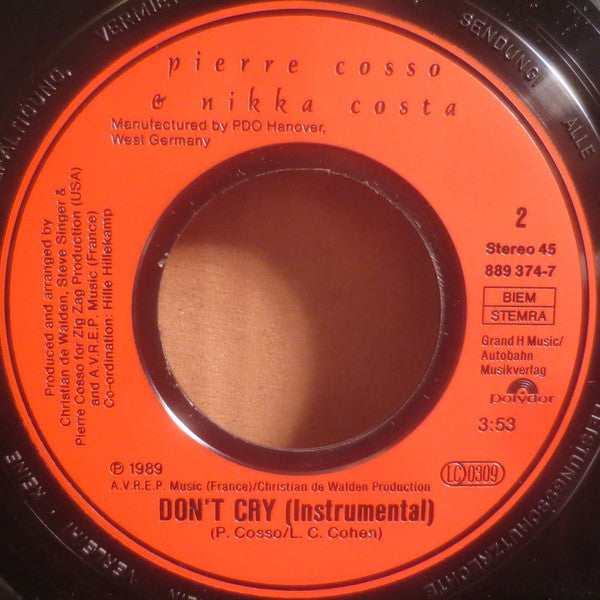 pierre cosso
& nikka costa
Manufactured by PDO Hanover,
West Germany
Produced and arranged by
Christian de Walden, Steve Singer &
Pierre Cosso for Zig Zag Production (USA)
and A.V.R.E.P. Music (France)
Co-ordination: Hille Hillekamp
2
Stereo 45
889 374-7
BIEM
STEMRA
Grand H Music/
Autobahn
Musikverlag
polydor
3:53
℗ 1989
LC 0309
A.V.R.E.P. Music (France)/Christian de Walden Production
DON'T CRY (Instrumental)
(P. Cosso/L. C. Cohen)
SENDUNG!
ALLE
KEINE